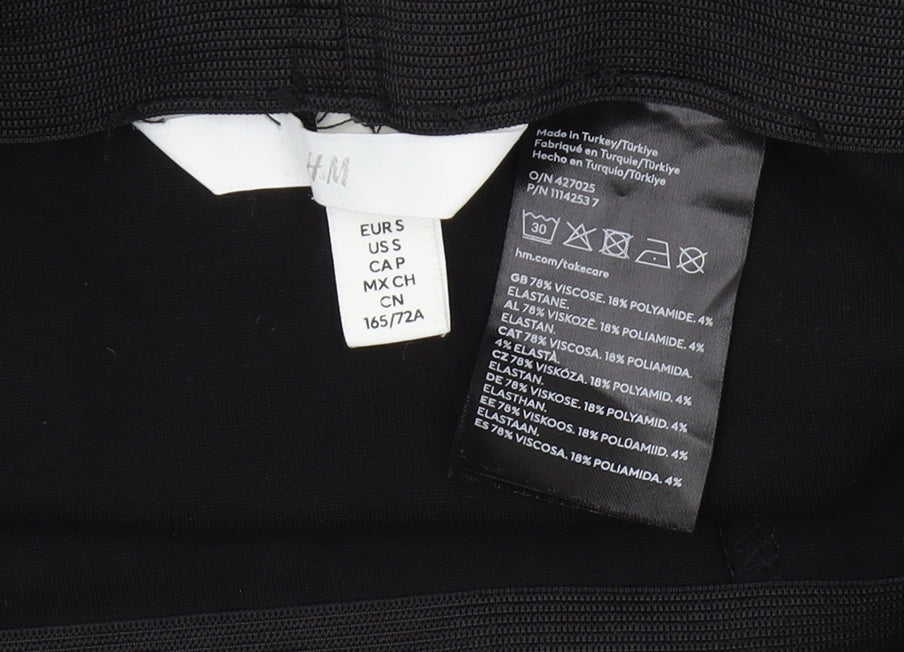 H&M
EUR S
US S
CA P
MX CH
CN
165/72A
Made in Turkey/Türkiye
Fabriqué en Turquie/Türkiye
Hecho en Turquía/Türkiye
O/N 427025
P/N 1114253 7
30
hm.com/takecare
GB 78% VISCOSE. 18% POLYAMIDE. 4%
ELASTANE.
AL 78% VISKOZË. 18% POLIAMIDE. 4%
ELASTAN.
CAT 78% VISCOSA. 18% POLIAMIDA.
4% ELASTÀ.
CZ 78% VISKÓZA. 18% POLYAMID. 4%
ELASTAN.
DE 78% VISKOSE. 18% POLYAMID. 4%
ELASTHAN.
EE 78% VISKOOS. 18% POLÜAMIID. 4%
ELASTAAN.
ES 78% VISCOSA. 18% POLIAMIDA. 4%